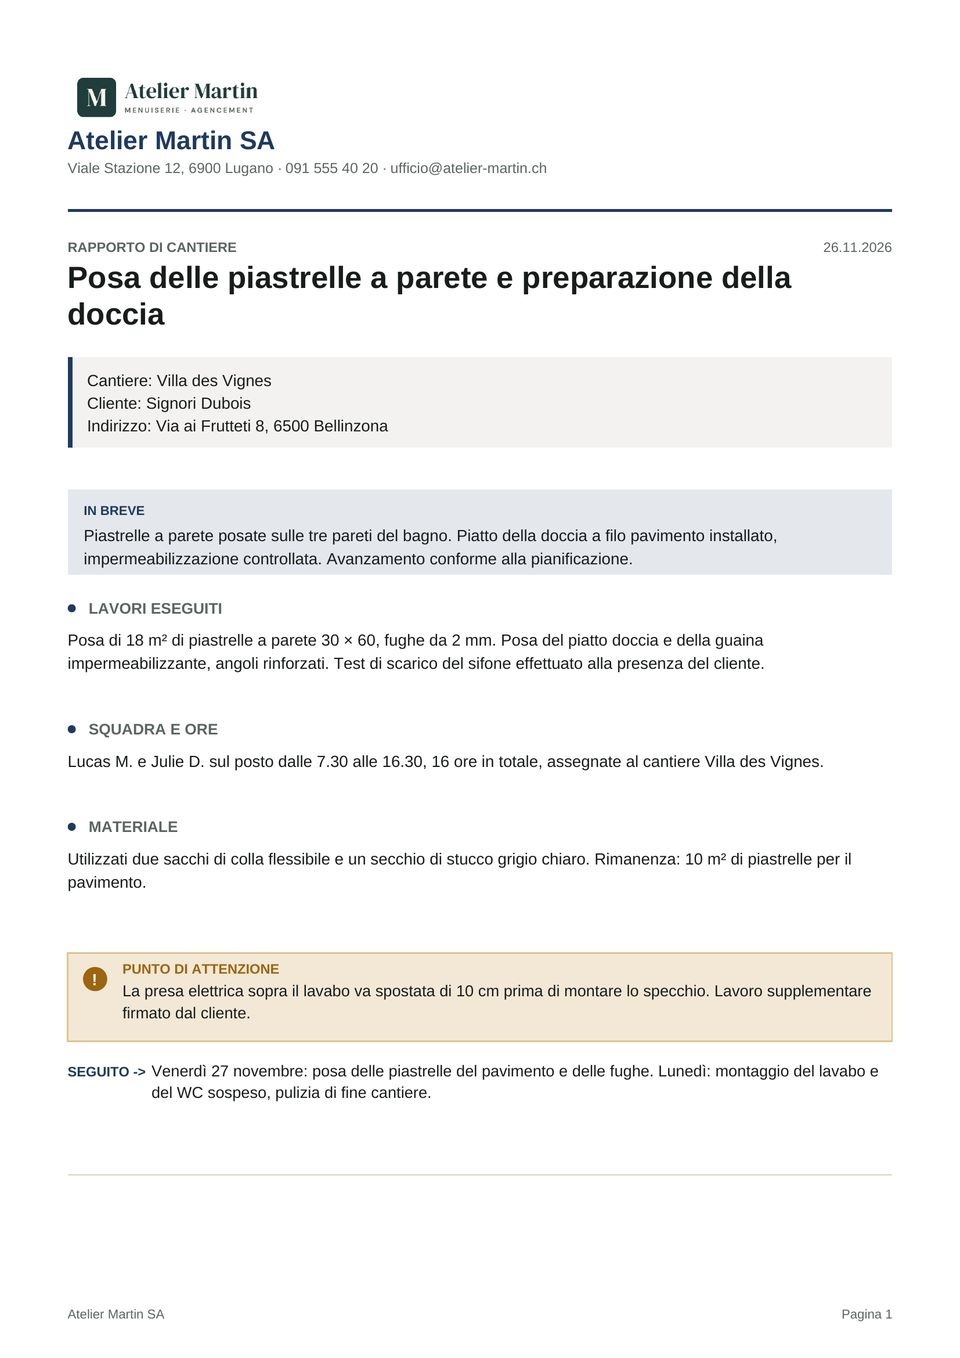 M Atelier Martin
MENUISERIE · AGENCEMENT
Atelier Martin SA
Viale Stazione 12, 6900 Lugano · 091 555 40 20 · ufficio@atelier-martin.ch
RAPPORTO DI CANTIERE 26.11.2026
Posa delle piastrelle a parete e preparazione della
doccia
Cantiere: Villa des Vignes
Cliente: Signori Dubois
Indirizzo: Via ai Frutteti 8, 6500 Bellinzona
IN BREVE
Piastrelle a parete posate sulle tre pareti del bagno. Piatto della doccia a filo pavimento installato,
impermeabilizzazione controllata. Avanzamento conforme alla pianificazione.
LAVORI ESEGUITI
Posa di 18 m² di piastrelle a parete 30 × 60, fughe da 2 mm. Posa del piatto doccia e della guaina
impermeabilizzante, angoli rinforzati. Test di scarico del sifone effettuato alla presenza del cliente.
SQUADRA E ORE
Lucas M. e Julie D. sul posto dalle 7.30 alle 16.30, 16 ore in totale, assegnate al cantiere Villa des Vignes.
MATERIALE
Utilizzati due sacchi di colla flessibile e un secchio di stucco grigio chiaro. Rimanenza: 10 m² di piastrelle per il
pavimento.
! PUNTO DI ATTENZIONE
La presa elettrica sopra il lavabo va spostata di 10 cm prima di montare lo specchio. Lavoro supplementare
firmato dal cliente.
SEGUITO -> Venerdì 27 novembre: posa delle piastrelle del pavimento e delle fughe. Lunedì: montaggio del lavabo e
del WC sospeso, pulizia di fine cantiere.
Atelier Martin SA Pagina 1